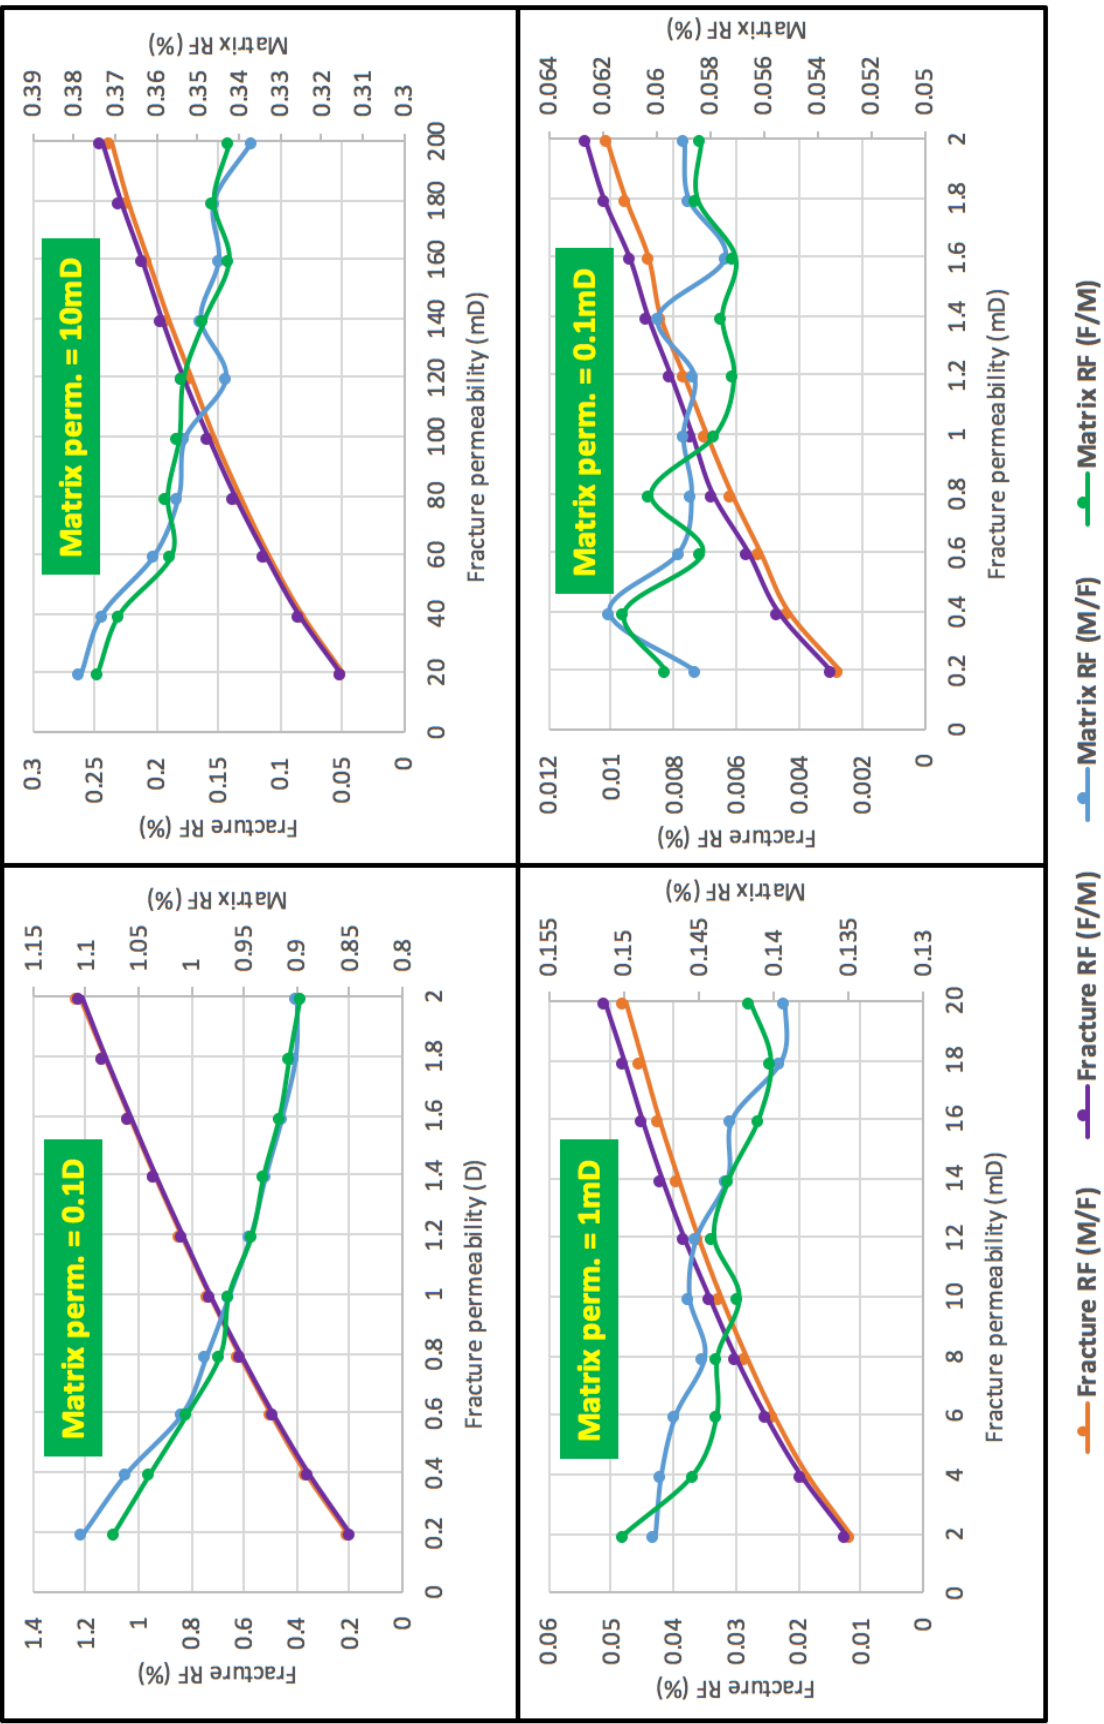 Matrix perm. = 0.1D
Fracture RF (%)
1.4
1.2
1
0.8
0.6
0.4
0.2
0
0 0.2 0.4 0.6 0.8 1 1.2 1.4 1.6 1.8 2
Fracture permeability (D)
1.15
1.1
1.05
1
0.95
0.9
0.85
0.8
Matrix RF (%)
Matrix perm. = 10mD
Fracture RF (%)
0.3
0.25
0.2
0.15
0.1
0.05
0
0 20 40 60 80 100 120 140 160 180 200
Fracture permeability (mD)
0.39
0.38
0.37
0.36
0.35
0.34
0.33
0.32
0.31
0.3
Matrix RF (%)
Matrix perm. = 1mD
Fracture RF (%)
0.06
0.05
0.04
0.03
0.02
0.01
0
0 2 4 6 8 10 12 14 16 18 20
Fracture permeability (mD)
0.155
0.15
0.145
0.14
0.135
0.13
Matrix RF (%)
Matrix perm. = 0.1mD
Fracture RF (%)
0.012
0.01
0.008
0.006
0.004
0.002
0
0 0.2 0.4 0.6 0.8 1 1.2 1.4 1.6 1.8 2
Fracture permeability (mD)
0.064
0.062
0.06
0.058
0.056
0.054
0.052
0.05
Matrix RF (%)
Fracture RF (M/F) Fracture RF (F/M) Matrix RF (M/F) Matrix RF (F/M)